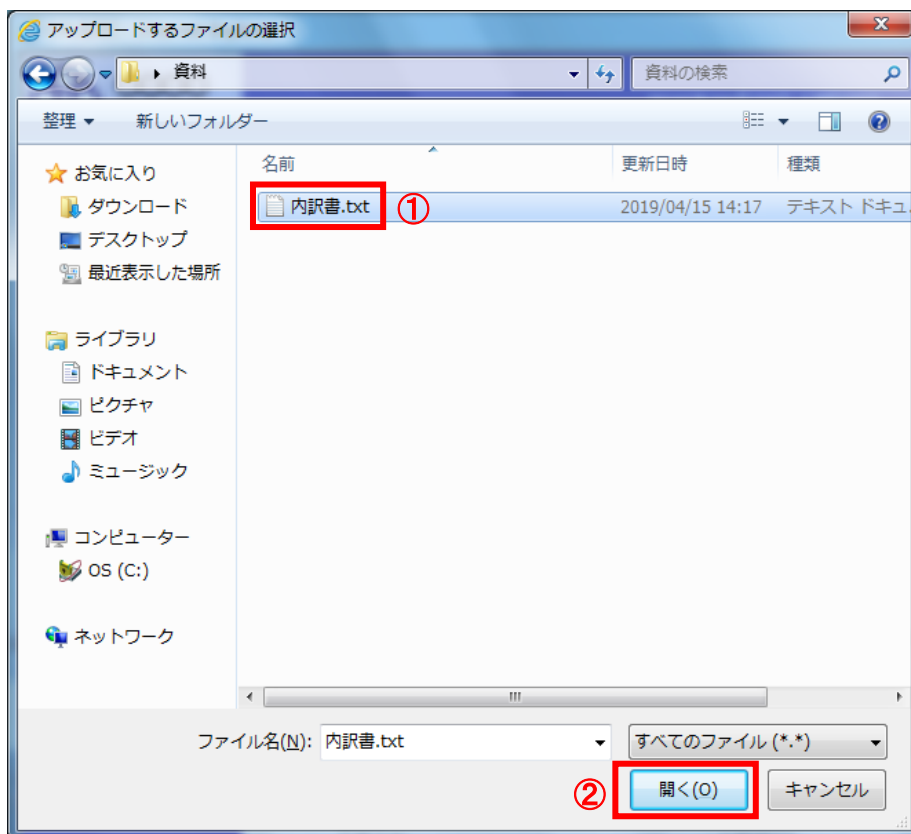 アップロードするファイルの選択
資料
資料の検索
整理
新しいフォルダー
お気に入り
ダウンロード
デスクトップ
最近表示した場所
ライブラリ
ドキュメント
ピクチャ
ビデオ
ミュージック
コンピューター
OS (C:)
ネットワーク
名前 更新日時 種類
内訳書.txt ① 2019/04/15 14:17 テキスト ドキュ
ファイル名(N): 内訳書.txt すべてのファイル (*.*)
② 開く(O) キャンセル